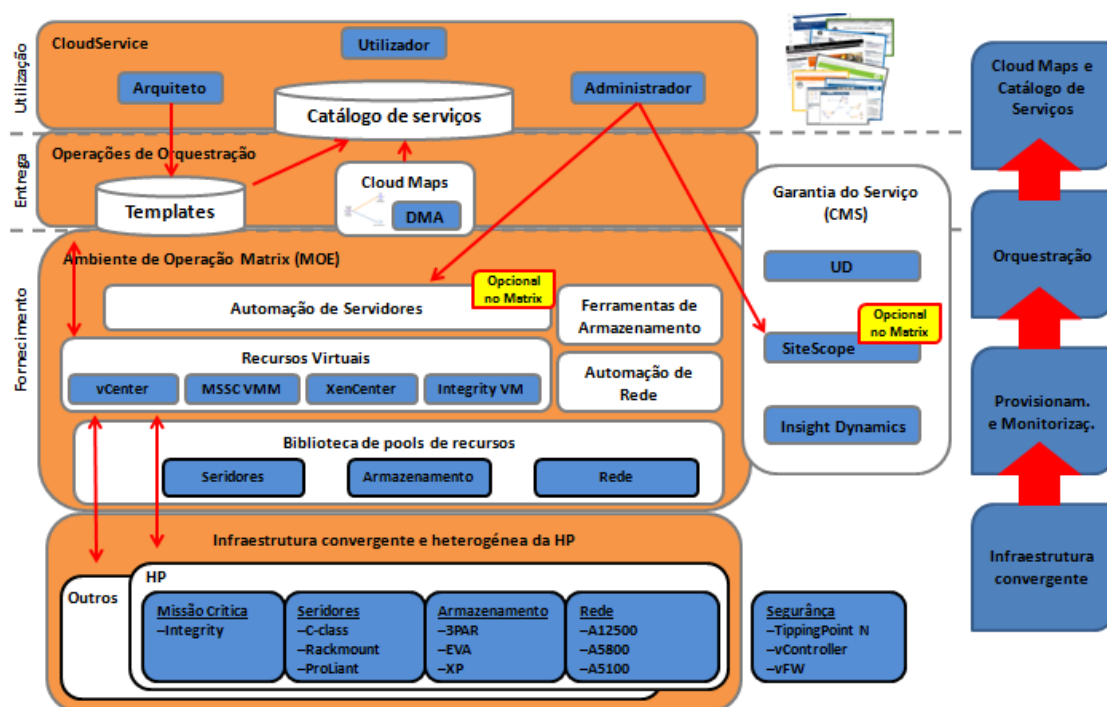 Utilização
CloudService
Utilizador
Arquiteto
Administrador
Catálogo de serviços
Cloud Maps e
Catálogo de
Serviços
Entrega
Operações de Orquestração
Templates
Cloud Maps
DMA
Garantia do Serviço
(CMS)
UD
Opcional
no Matrix
SiteScope
Insight Dynamics
Orquestração
Fornecimento
Ambiente de Operação Matrix (MOE)
Opcional
no Matrix
Automação de Servidores
Ferramentas de
Armazenamento
Recursos Virtuais
vCenter
MSSC VMM
XenCenter
Integrity VM
Automação de
Rede
Provisionam.
e Monitorizaç.
Biblioteca de pools de recursos
Seridores
Armazenamento
Rede
Infraestrutura convergente e heterogénea da HP
Infraestrutura
convergente
Outros
HP
Missão Critica
–Integrity
Seridores
–C-class
–Rackmount
–ProLiant
Armazenamento
–3PAR
–EVA
–XP
Rede
–A12500
–A5800
–A5100
Segurânça
–TippingPoint N
–vController
–vFW